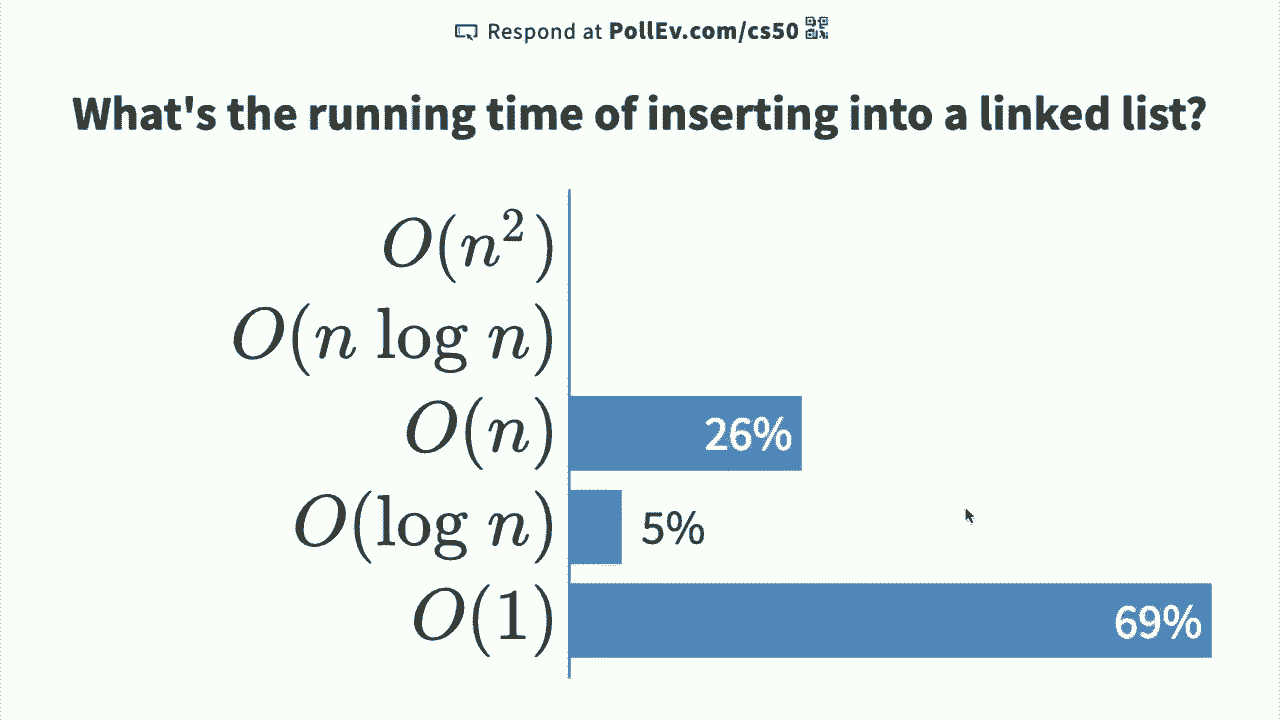 Respond at PollEv.com/cs50
What's the running time of inserting into a linked list?
O(n²)
O(n log n)
O(n) 26%
O(log n) 5%
O(1) 69%